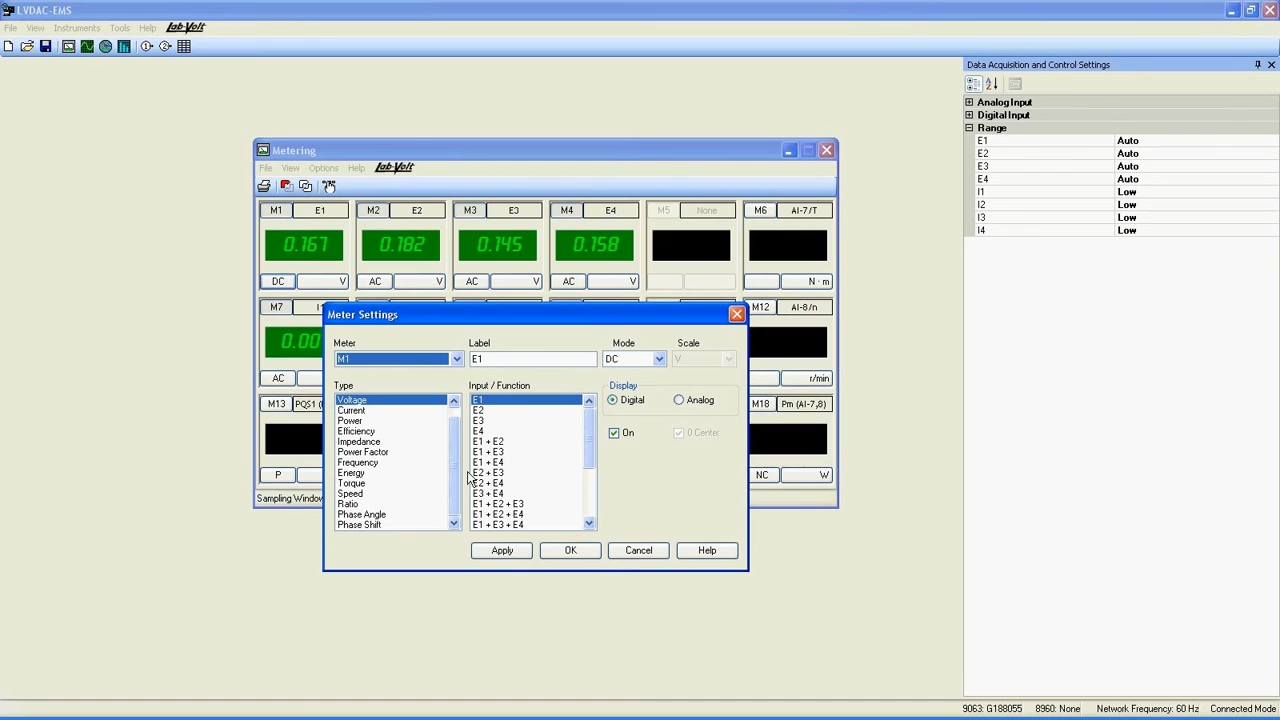 LVDAC-EMS
File View Instruments Tools Help Lab-Volt
Data Acquisition and Control Settings
Analog Input
Digital Input
Range
E1 Auto
E2 Auto
E3 Auto
E4 Auto
I1 Low
I2 Low
I3 Low
I4 Low
Metering
File View Options Help Lab-Volt
M1 E1 M2 E2 M3 E3 M4 E4 M5 None M6 AI-7/T
0.167 0.182 0.145 0.158
DC V AC V AC V AC V N·m
M7 M12 AI-8/n
0.00
AC r/min
M13 M18 Pm (AI-7,8)
P NC W
Sampling Window
Meter Settings
Meter Label Mode Scale
M1 E1 DC V
Type Input / Function Display
Voltage E1 Digital Analog
Current E2
Power E3
Efficiency E4 On 0 Center
Impedance E1 + E2
Power Factor E1 + E3
Frequency E1 + E4
Energy E2 + E3
Torque E2 + E4
Speed E3 + E4
Ratio E1 + E2 + E3
Phase Angle E1 + E2 + E4
Phase Shift E1 + E3 + E4
Apply OK Cancel Help
9063: G188055 8960: None Network Frequency: 60 Hz Connected Mode